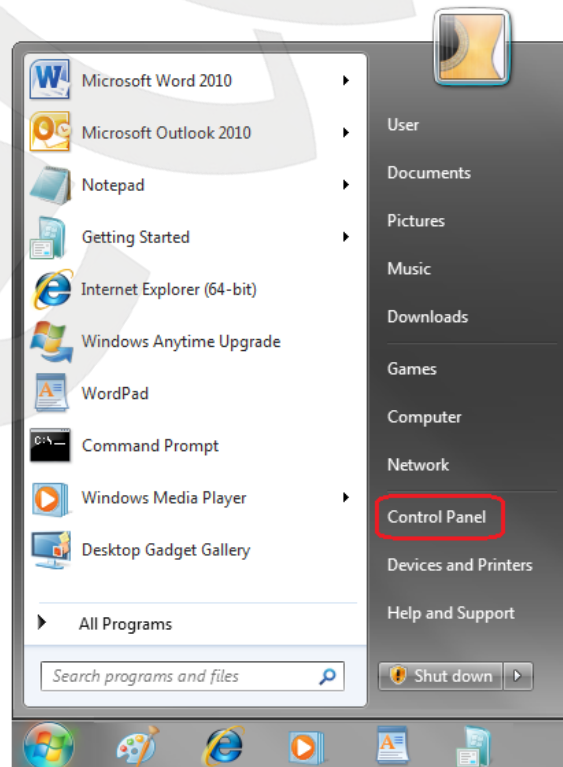 Microsoft Word 2010
Microsoft Outlook 2010
Notepad
Getting Started
Internet Explorer (64-bit)
Windows Anytime Upgrade
WordPad
C:\_
Command Prompt
Windows Media Player
Desktop Gadget Gallery
All Programs
Search programs and files
User
Documents
Pictures
Music
Downloads
Games
Computer
Network
Control Panel
Devices and Printers
Help and Support
Shut down